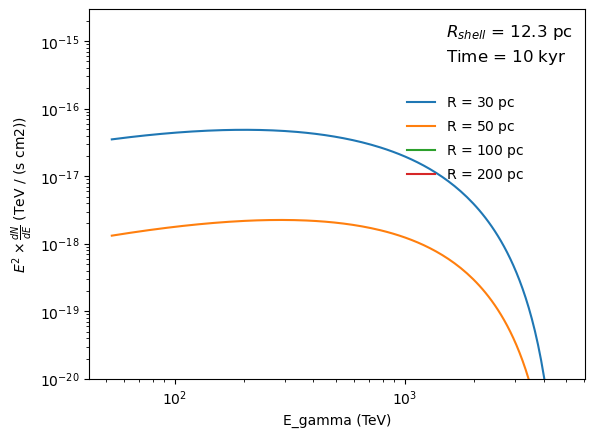 R_shell = 12.3 pc
Time = 10 kyr
R = 30 pc
R = 50 pc
R = 100 pc
R = 200 pc
10^-15
10^-16
10^-17
10^-18
10^-19
10^-20
E^2 × dN/dE (TeV / (s cm2))
10^2
10^3
E_gamma (TeV)